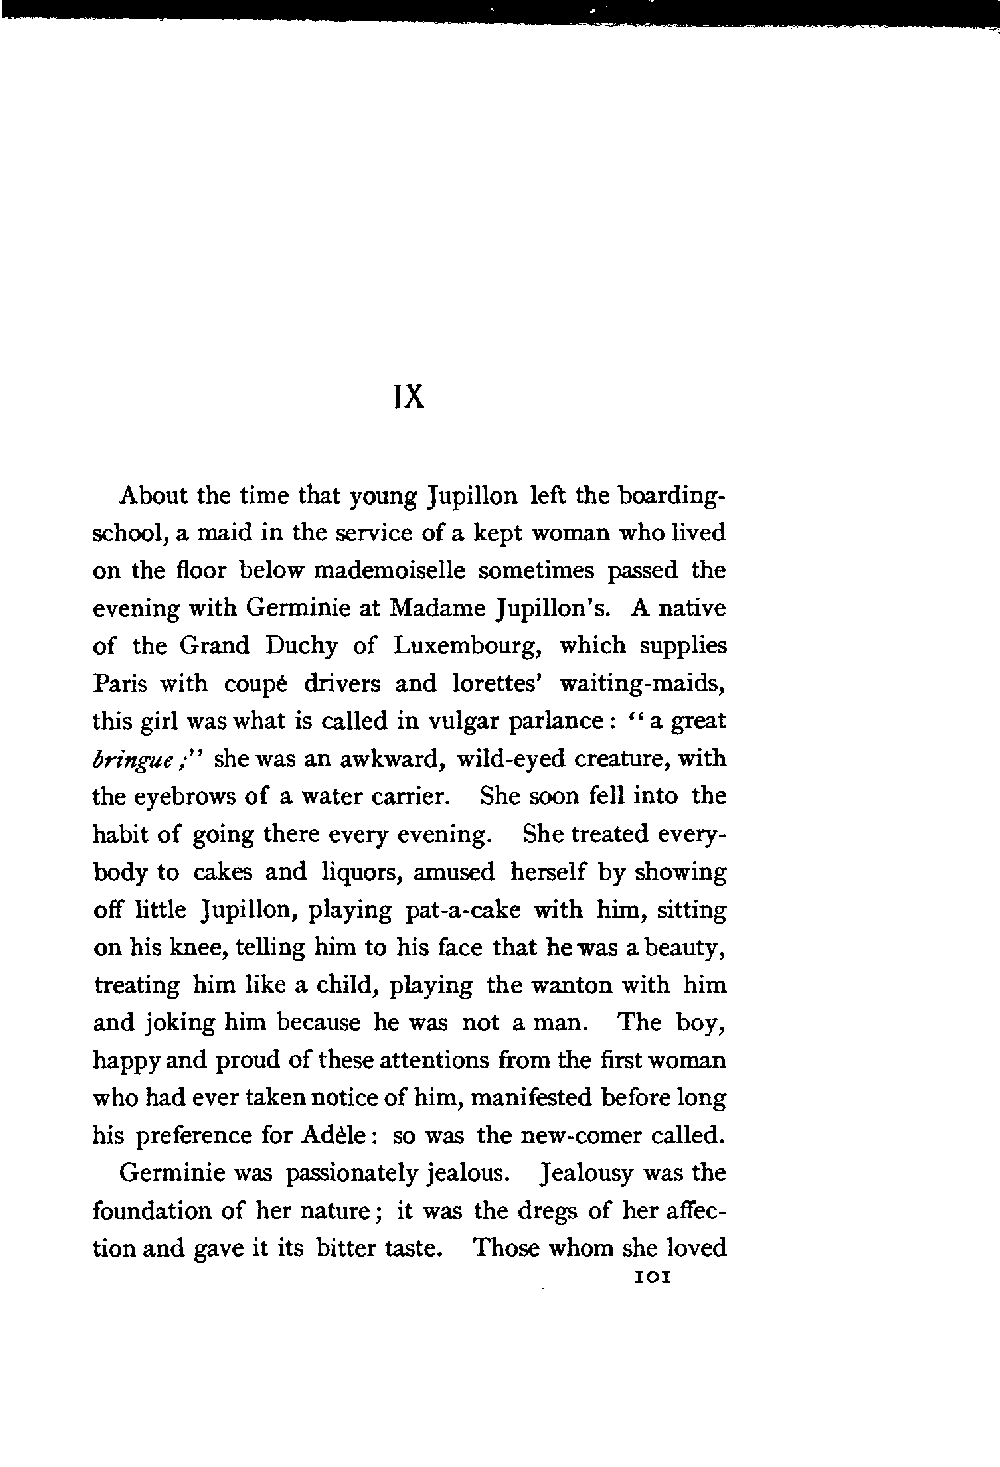 IX
About the time that young Jupillon left the boarding-
school, a maid in the service of a kept woman who lived
on the floor below mademoiselle sometimes passed the
evening with Germinie at Madame Jupillon's. A native
of the Grand Duchy of Luxembourg, which supplies
Paris with coupé drivers and lorettes' waiting-maids,
this girl was what is called in vulgar parlance: "a great
bringue;" she was an awkward, wild-eyed creature, with
the eyebrows of a water carrier. She soon fell into the
habit of going there every evening. She treated every-
body to cakes and liquors, amused herself by showing
off little Jupillon, playing pat-a-cake with him, sitting
on his knee, telling him to his face that he was a beauty,
treating him like a child, playing the wanton with him
and joking him because he was not a man. The boy,
happy and proud of these attentions from the first woman
who had ever taken notice of him, manifested before long
his preference for Adèle: so was the new-comer called.
Germinie was passionately jealous. Jealousy was the
foundation of her nature; it was the dregs of her affec-
tion and gave it its bitter taste. Those whom she loved
101